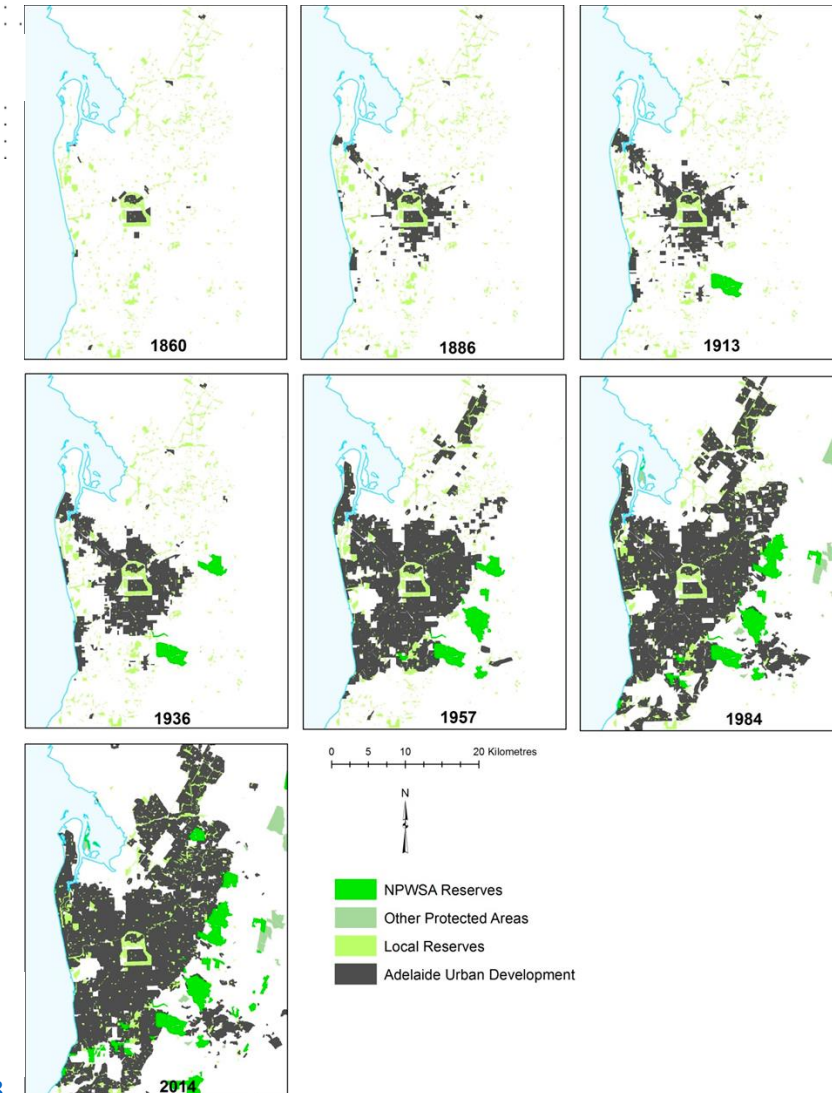 1860
1886
1913
1936
1957
1984
0 5 10 20 Kilometres
N
NPWSA Reserves
Other Protected Areas
Local Reserves
Adelaide Urban Development
2014